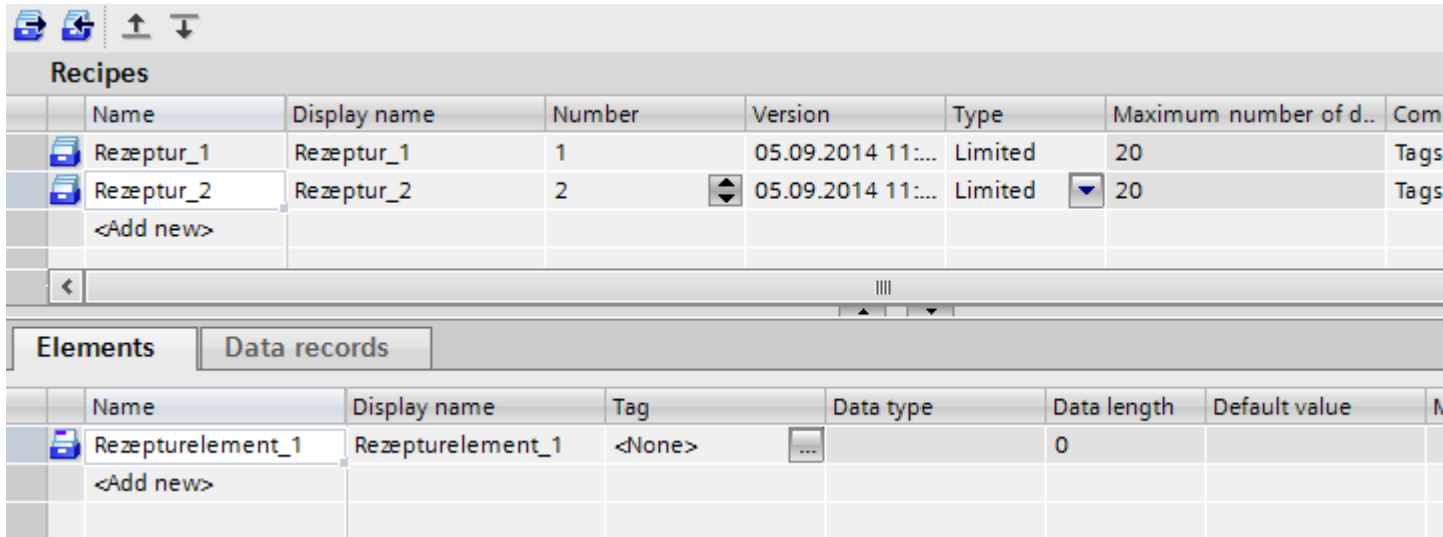 Recipes
Name Display name Number Version Type Maximum number of d.. Com
Rezeptur_1 Rezeptur_1 1 05.09.2014 11:... Limited 20 Tags
Rezeptur_2 Rezeptur_2 2 05.09.2014 11:... Limited 20 Tags
<Add new>
Elements Data records
Name Display name Tag Data type Data length Default value M
Rezepturelement_1 Rezepturelement_1 <None> ... 0
<Add new>